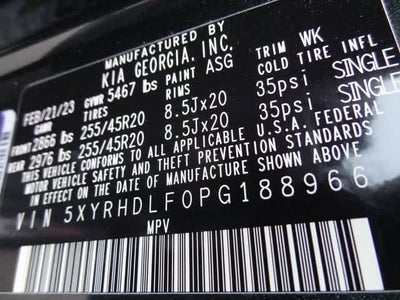 MANUFACTURED BY
KIA GEORGIA, INC.
FEB/21/23 GVWR 5467 lbs PAINT ASG TRIM WK
GAWR TIRES COLD TIRE INFL
FRONT 2866 lbs 255/45R20 8.5Jx20 35psi SINGLE
REAR 2976 lbs 255/45R20 8.5Jx20 35psi SINGLE
THIS VEHICLE CONFORMS TO ALL APPLICABLE U.S.A. FEDERAL
MOTOR VEHICLE SAFETY AND THEFT PREVENTION STANDARDS
IN EFFECT ON THE DATE OF MANUFACTURE SHOWN ABOVE
VIN 5XYRHDLF0PG188966
MPV